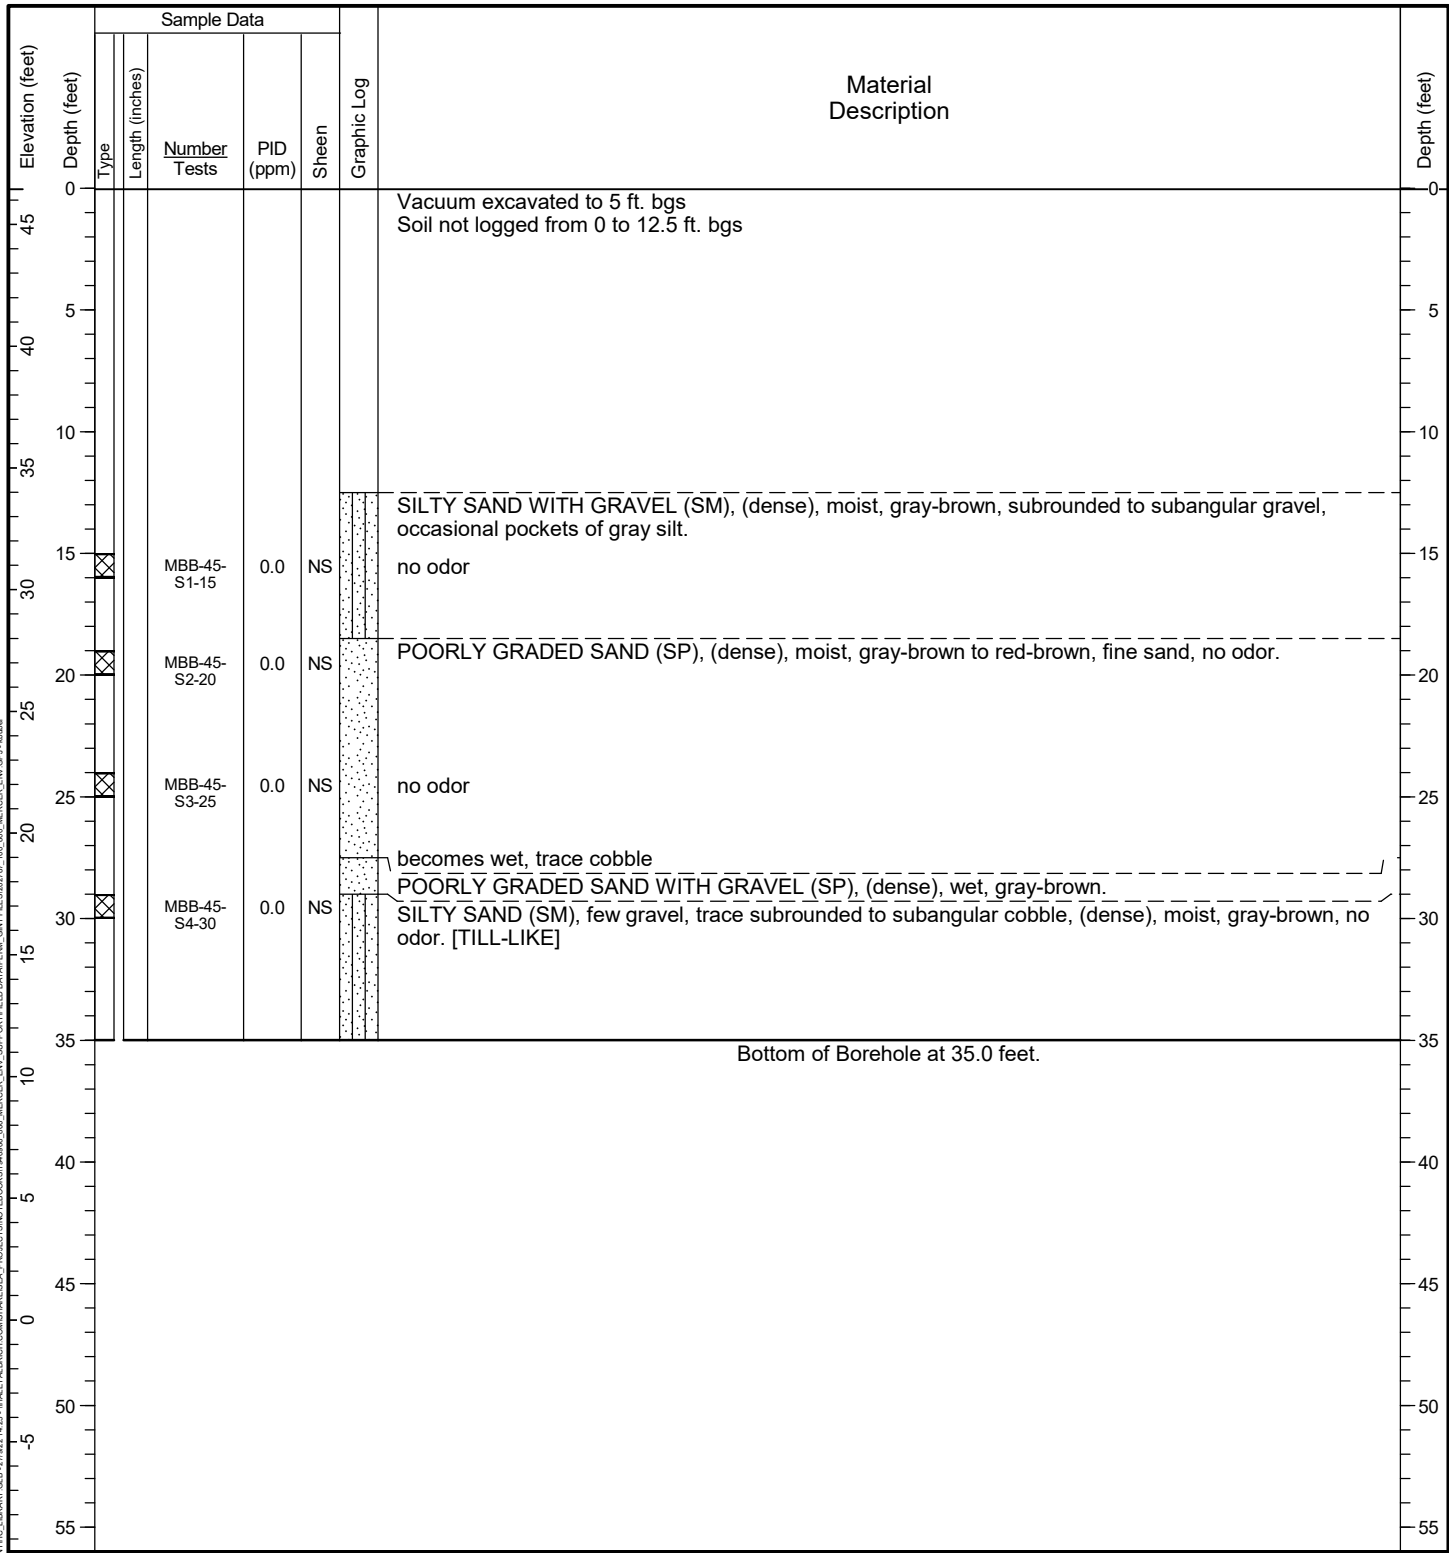 Sample Data
Elevation (feet)
Depth (feet)
Type
Length (inches)
Number
Tests
PID
(ppm)
Sheen
Graphic Log
Material
Description
Depth (feet)
0
0
Vacuum excavated to 5 ft. bgs
45
Soil not logged from 0 to 12.5 ft. bgs
5
5
40
10
10
35
SILTY SAND WITH GRAVEL (SM), (dense), moist, gray-brown, subrounded to subangular gravel,
occasional pockets of gray silt.
15
15
MBB-45-
S1-15
0.0
NS
no odor
30
POORLY GRADED SAND (SP), (dense), moist, gray-brown to red-brown, fine sand, no odor.
MBB-45-
S2-20
0.0
NS
20
20
25
MBB-45-
S3-25
0.0
NS
no odor
25
25
20
becomes wet, trace cobble
POORLY GRADED SAND WITH GRAVEL (SP), (dense), wet, gray-brown.
MBB-45-
S4-30
0.0
NS
SILTY SAND (SM), few gravel, trace subrounded to subangular cobble, (dense), moist, gray-brown, no
odor. [TILL-LIKE]
30
30
15
35
35
Bottom of Borehole at 35.0 feet.
10
40
40
5
45
45
0
50
50
-5
55
55